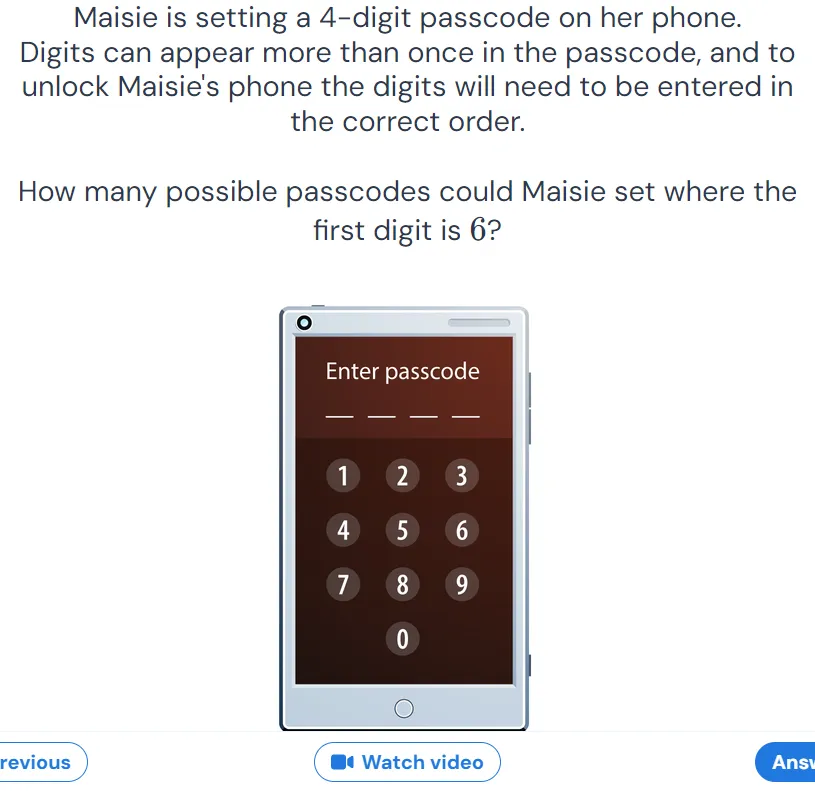 Maisie is setting a 4-digit passcode on her phone.
Digits can appear more than once in the passcode, and to
unlock Maisie's phone the digits will need to be entered in
the correct order.
How many possible passcodes could Maisie set where the
first digit is 6?
Enter passcode
1 2 3
4 5 6
7 8 9
0
revious Watch video Answ